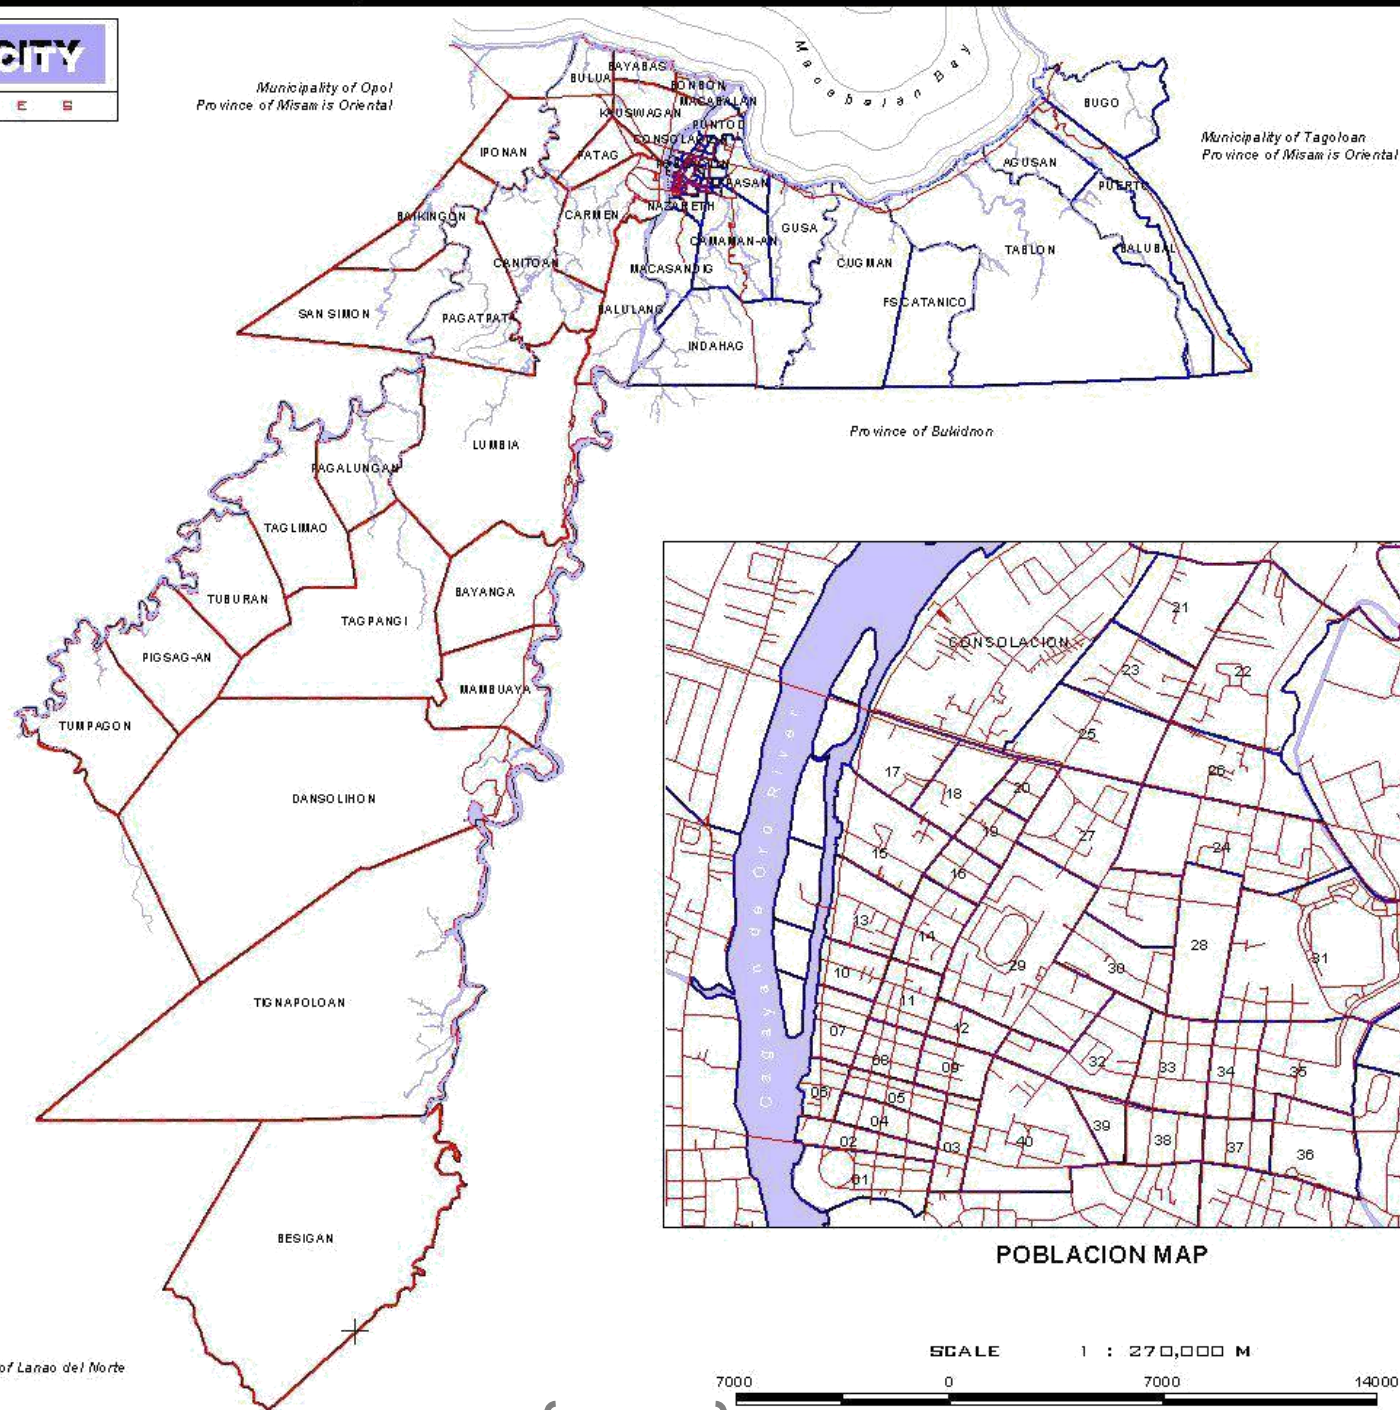 CITY
E S
Municipality of Opol
Province of Misamis Oriental
Macajalan Bay
Municipality of Tagoloan
Province of Misamis Oriental
BAYABAS
BULUA
BONBON
MACABALAN
KAUSWAGAN
PUNTOD
CONSOLACION
IPONAN
PATAG
NAZARETH
BAIKINGON
CARMEN
CAMAMAN-AN
GUSA
CANITOAN
MACASANDIG
CUGMAN
TABLON
AGUSAN
BUGO
PUERTO
BALUBAL
SAN SIMON
PAGATPAT
BALULANG
FS CATANICO
INDAHAG
Province of Bukidnon
LUMBIA
PAGALUNGAN
TAGLIMAO
TUBURAN
TAGPANGI
BAYANGA
PIGSAG-AN
MAMBUAYA
TUMPAGON
DANSOLIHON
TIGNAPOLOAN
BESIGAN
of Lanao del Norte
CONSOLACION
Cagayan de Oro River
21
23
22
25
26
17
18
20
19
27
24
15
16
13
14
28
10
29
30
31
11
07
12
08
09
32
33
34
35
06
05
04
39
02
03
40
38
37
36
01
POBLACION MAP
SCALE 1 : 270,000 M
7000 0 7000 14000